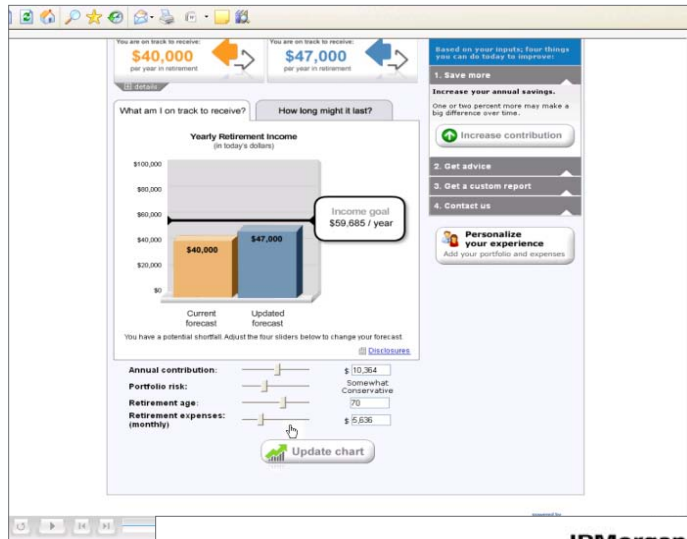 You are on track to receive:
$40,000
per year in retirement
You are on track to receive:
$47,000
per year in retirement
details
What am I on track to receive?
How long might it last?
Yearly Retirement Income
(in today's dollars)
$100,000
$80,000
$60,000
$40,000
$20,000
$0
$40,000
$47,000
Income goal
$59,685 / year
Current
forecast
Updated
forecast
You have a potential shortfall. Adjust the four sliders below to change your forecast.
Disclosures
Annual contribution:
$ 10,364
Portfolio risk:
Somewhat
Conservative
Retirement age:
70
Retirement expenses:
(monthly)
$ 5,636
Update chart
Based on your inputs; four things
you can do today to improve:
1. Save more
Increase your annual savings.
One or two percent more may make a
big difference over time.
Increase contribution
2. Get advice
3. Get a custom report
4. Contact us
Personalize
your experience
Add your portfolio and expenses
powered by
JPMorgan